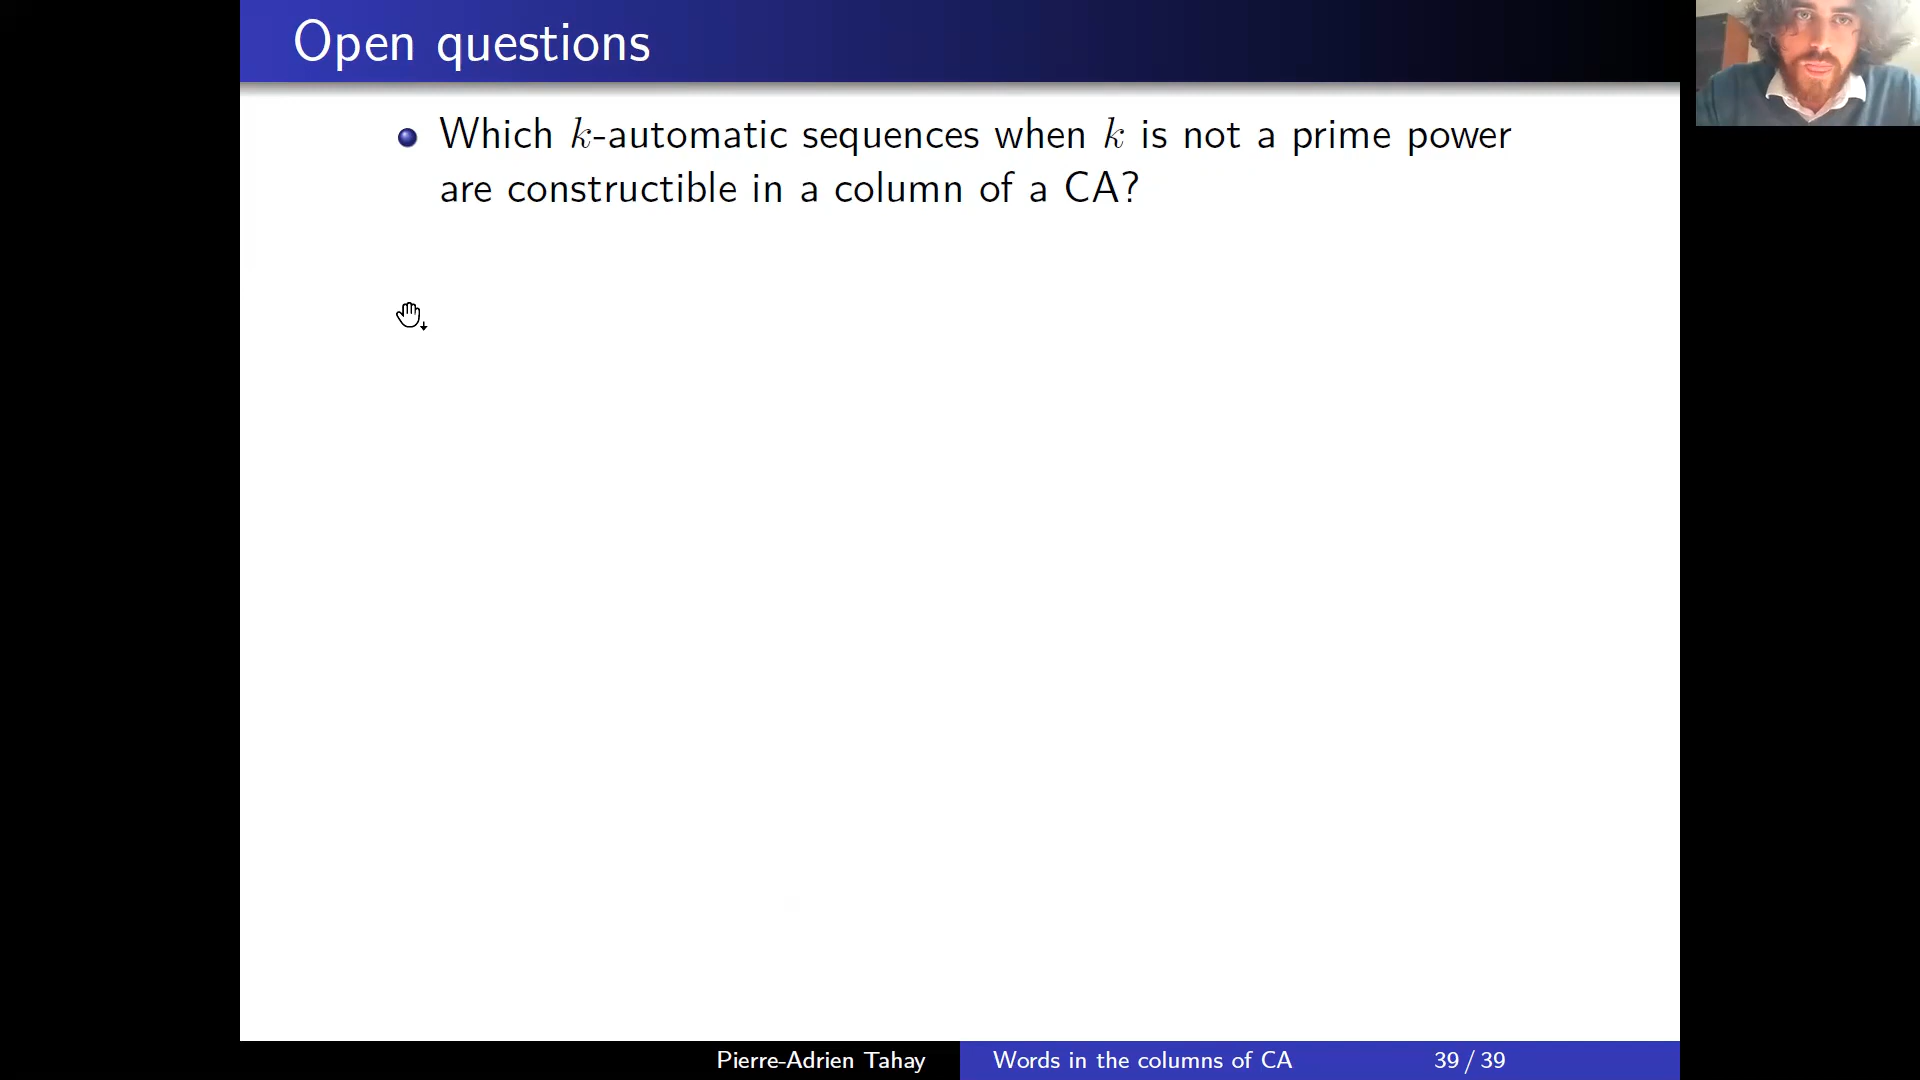 Open questions
Which k-automatic sequences when k is not a prime power
are constructible in a column of a CA?
Pierre-Adrien Tahay
Words in the columns of CA
39 / 39